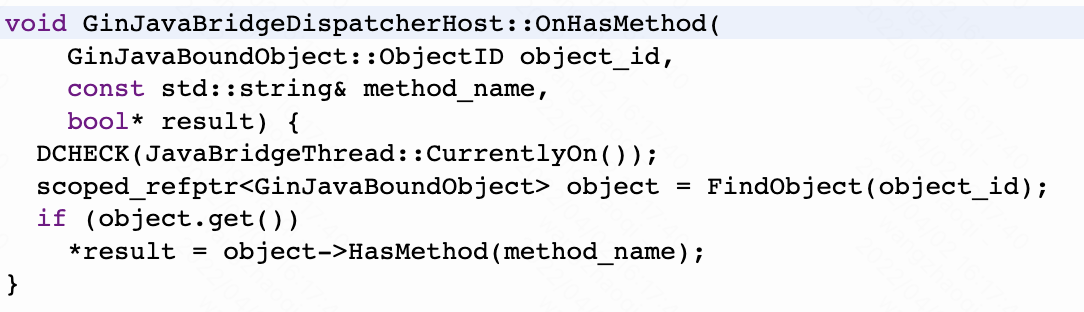 void GinJavaBridgeDispatcherHost::OnHasMethod(
    GinJavaBoundObject::ObjectID object_id,
    const std::string& method_name,
    bool* result) {
  DCHECK(JavaBridgeThread::CurrentlyOn());
  scoped_refptr<GinJavaBoundObject> object = FindObject(object_id);
  if (object.get())
    *result = object->HasMethod(method_name);
}